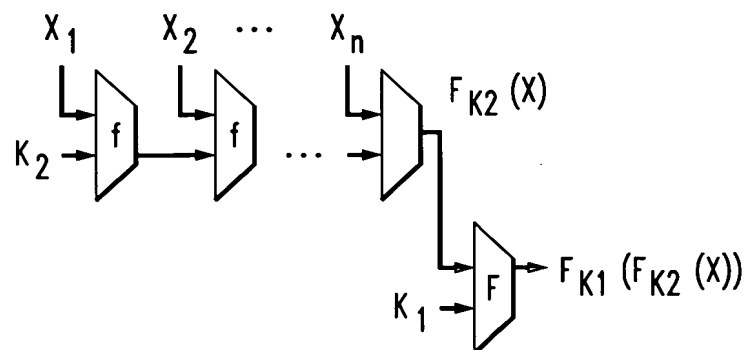 X1 X2 ... Xn
FK2 (X)
f f
K2 ...
F FK1 (FK2 (X))
K1